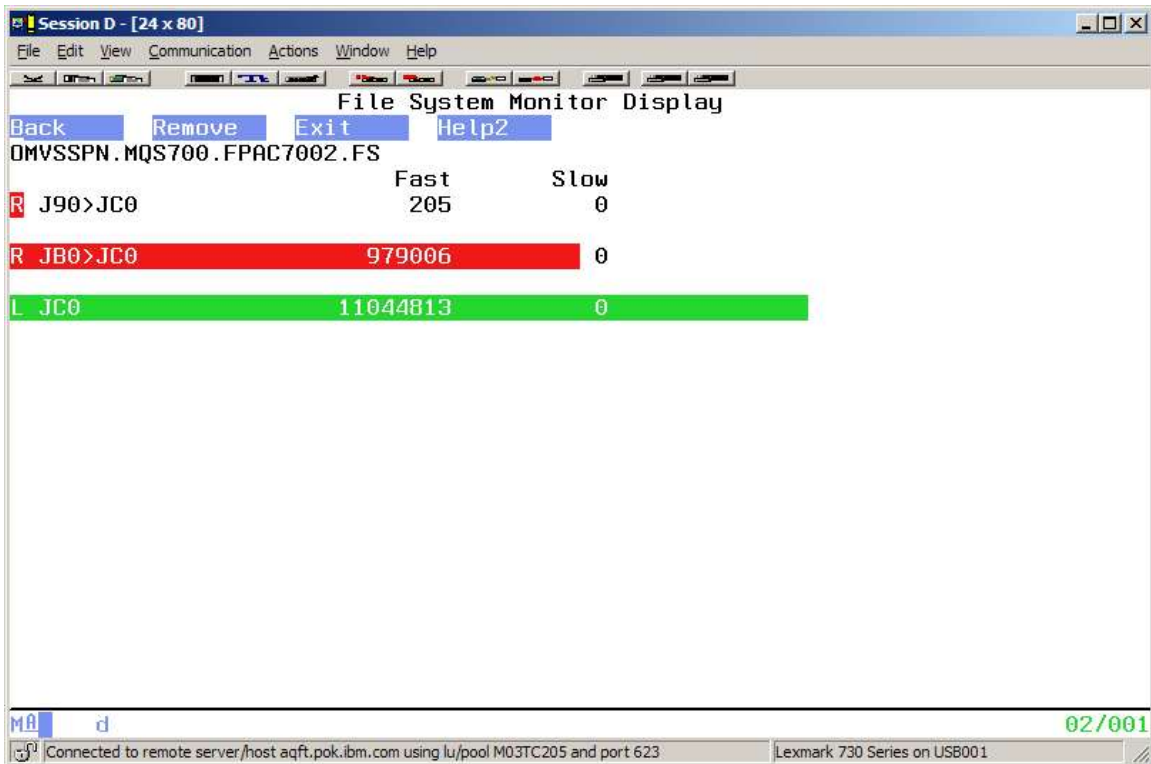 Session D - [24 x 80]
File Edit View Communication Actions Window Help
File System Monitor Display
Back Remove Exit Help2
OMVSSPN.MQS700.FPAC7002.FS
Fast Slow
R J90>JC0 205 0
R JB0>JC0 979006 0
L JC0 11044813 0
MA d 02/001
Connected to remote server/host aqft.pok.ibm.com using lu/pool M03TC205 and port 623 Lexmark 730 Series on USB001